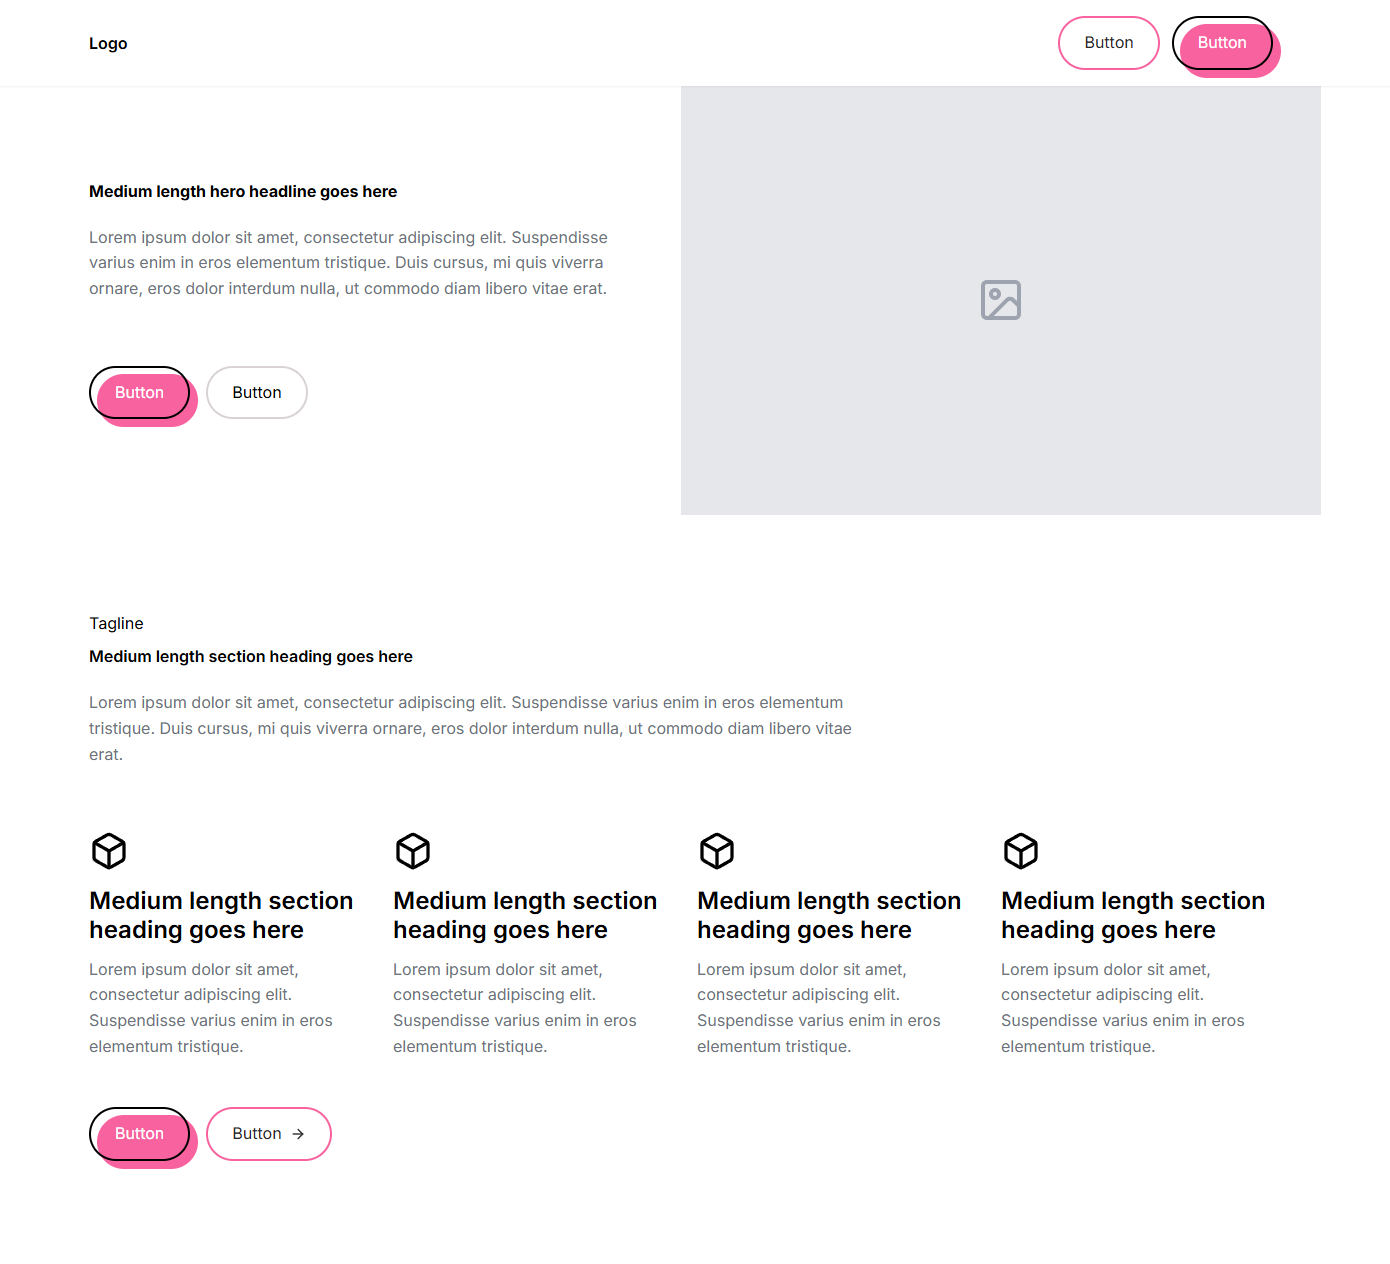 Logo
Button
Button
Medium length hero headline goes here
Lorem ipsum dolor sit amet, consectetur adipiscing elit. Suspendisse
varius enim in eros elementum tristique. Duis cursus, mi quis viverra
ornare, eros dolor interdum nulla, ut commodo diam libero vitae erat.
Button
Button
Tagline
Medium length section heading goes here
Lorem ipsum dolor sit amet, consectetur adipiscing elit. Suspendisse varius enim in eros elementum
tristique. Duis cursus, mi quis viverra ornare, eros dolor interdum nulla, ut commodo diam libero vitae
erat.
Medium length section
heading goes here
Lorem ipsum dolor sit amet,
consectetur adipiscing elit.
Suspendisse varius enim in eros
elementum tristique.
Medium length section
heading goes here
Lorem ipsum dolor sit amet,
consectetur adipiscing elit.
Suspendisse varius enim in eros
elementum tristique.
Medium length section
heading goes here
Lorem ipsum dolor sit amet,
consectetur adipiscing elit.
Suspendisse varius enim in eros
elementum tristique.
Medium length section
heading goes here
Lorem ipsum dolor sit amet,
consectetur adipiscing elit.
Suspendisse varius enim in eros
elementum tristique.
Button
Button →